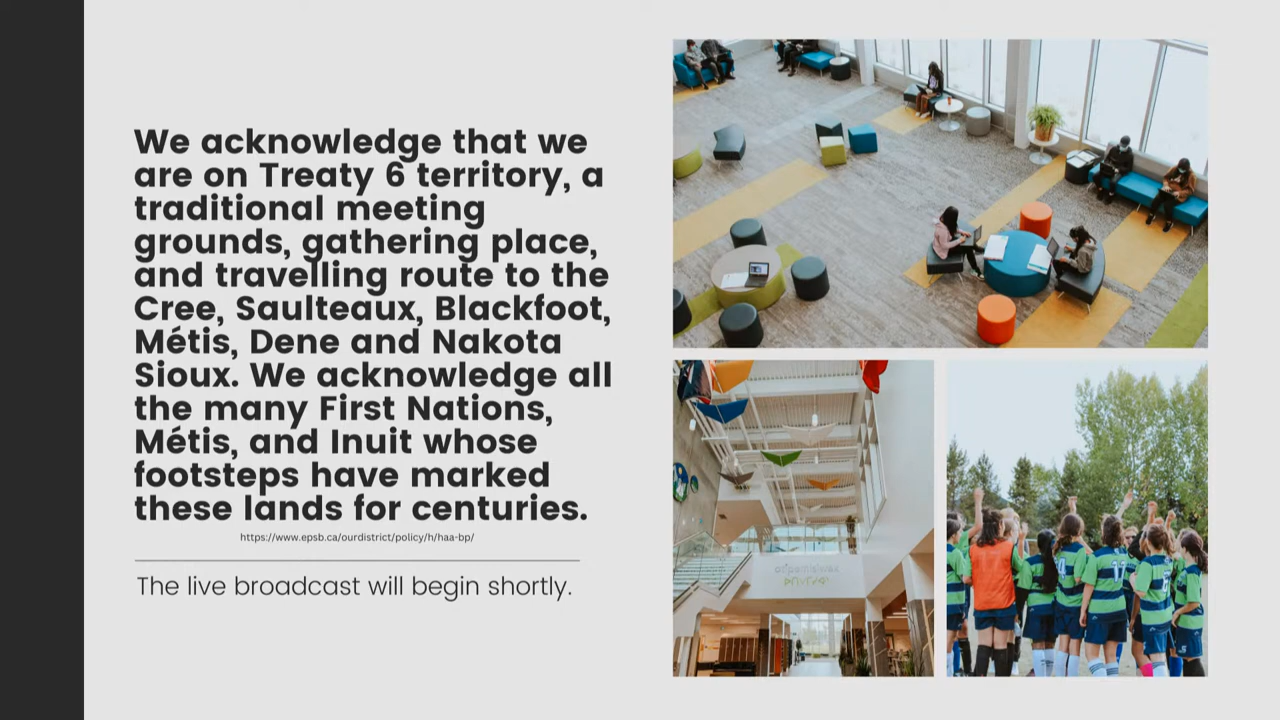 We acknowledge that we
are on Treaty 6 territory, a
traditional meeting
grounds, gathering place,
and travelling route to the
Cree, Saulteaux, Blackfoot,
Métis, Dene and Nakota
Sioux. We acknowledge all
the many First Nations,
Métis, and Inuit whose
footsteps have marked
these lands for centuries.
https://www.epsb.ca/ourdistrict/policy/h/haa-bp/
The live broadcast will begin shortly.